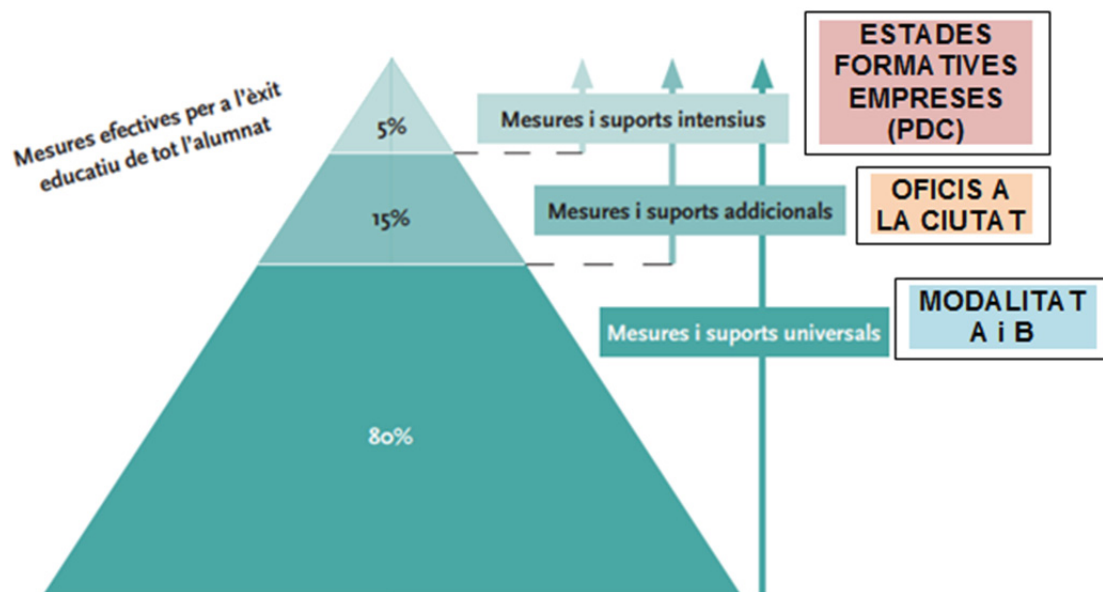 Mesures efectives per a l'èxit
educatiu de tot l'alumnat
5%
Mesures i suports intensius
ESTADES
FORMATIVES
EMPRESES
(PDC)
15%
Mesures i suports addicionals
OFICIS A
LA CIUTAT
Mesures i suports universals
MODALITAT
A i B
80%